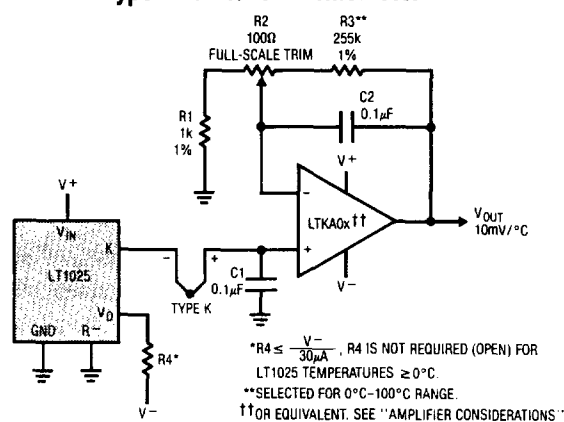 R2
100Ω
FULL-SCALE TRIM
R3**
255k
1%
C2
0.1µF
R1
1k
1%
V+
LTKA0x††
V–
VOUT
10mV/°C
V+
VIN
K
LT1025
VO
GND
R–
TYPE K
C1
0.1µF
R4*
V–
*R4 ≤ V–/30µA, R4 IS NOT REQUIRED (OPEN) FOR
LT1025 TEMPERATURES ≥ 0°C.
**SELECTED FOR 0°C–100°C RANGE.
††OR EQUIVALENT. SEE "AMPLIFIER CONSIDERATIONS"